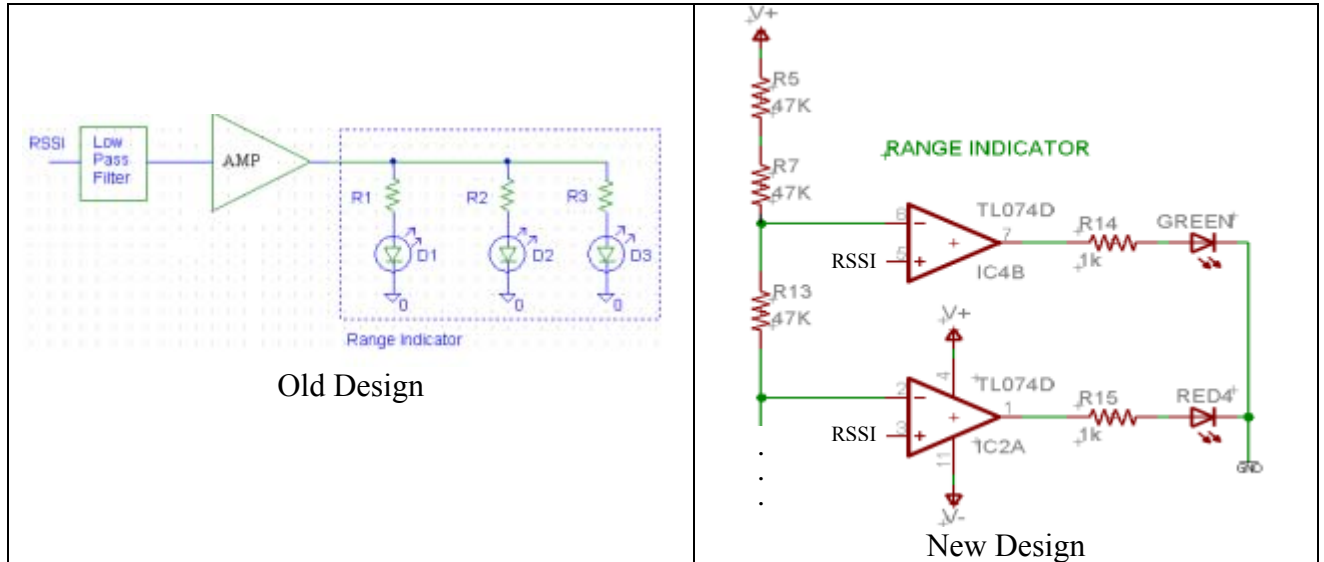 RSSI
Low
Pass
Filter
AMP
R1
R2
R3
D1
D2
D3
0
0
0
Range Indicator
Old Design
V+
R5
47K
R7
47K
RANGE INDICATOR
6
TL074D
7
R14
GREEN
RSSI
5
1k
IC4B
R13
47K
V+
4
2
TL074D
1
R15
RED4
RSSI
3
1k
IC2A
11
GND
V-
New Design